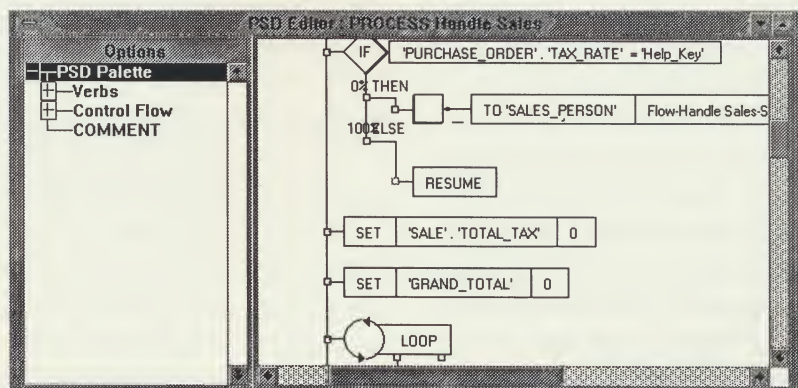 PSD Editor : PROCESS Handle Sales
Options
PSD Palette
Verbs
Control Flow
COMMENT
IF 'PURCHASE_ORDER'. 'TAX_RATE' = 'Help_Key'
0% THEN
TO 'SALES_PERSON' Flow-Handle Sales-S
100% ELSE
RESUME
SET 'SALE'. 'TOTAL_TAX' 0
SET 'GRAND_TOTAL' 0
LOOP